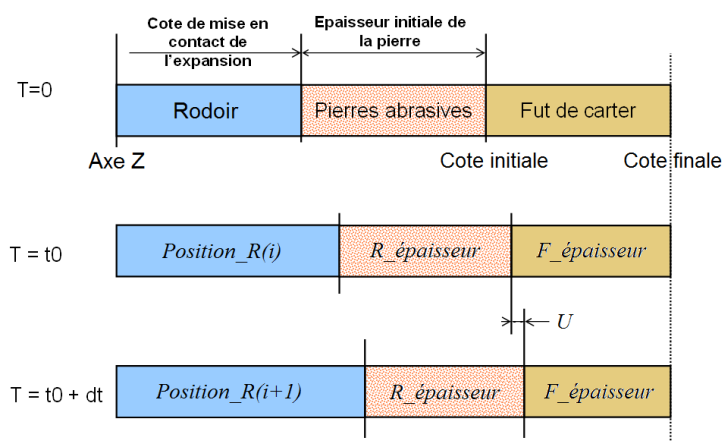 Cote de mise en
contact de
l'expansion
Epaisseur initiale de
la pierre
T=0
Rodoir
Pierres abrasives
Fut de carter
Axe Z
Cote initiale
Cote finale
T = t0
Position_R(i)
R_épaisseur
F_épaisseur
U
T = t0 + dt
Position_R(i+1)
R_épaisseur
F_épaisseur